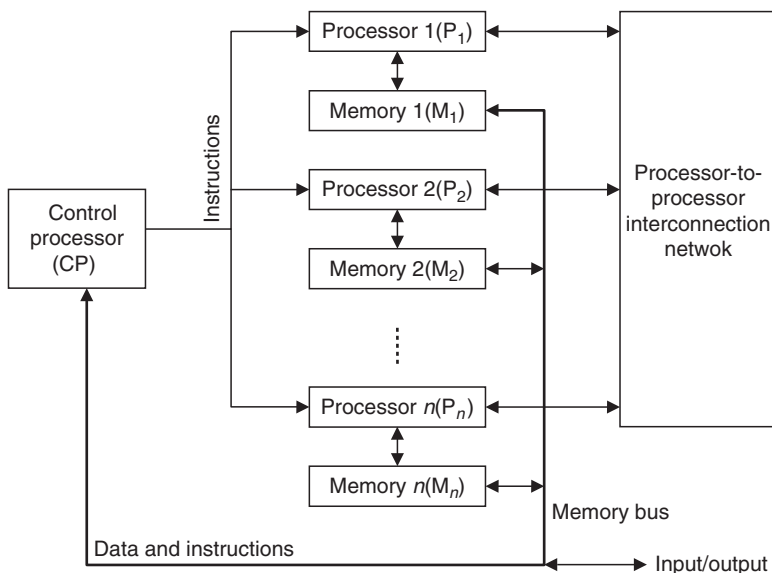 Processor 1(P₁)
Memory 1(M₁)
Instructions
Processor 2(P₂)
Memory 2(M₂)
Control
processor
(CP)
Processor-to-
processor
interconnection
netwok
Processor n(Pₙ)
Memory n(Mₙ)
Memory bus
Data and instructions
Input/output